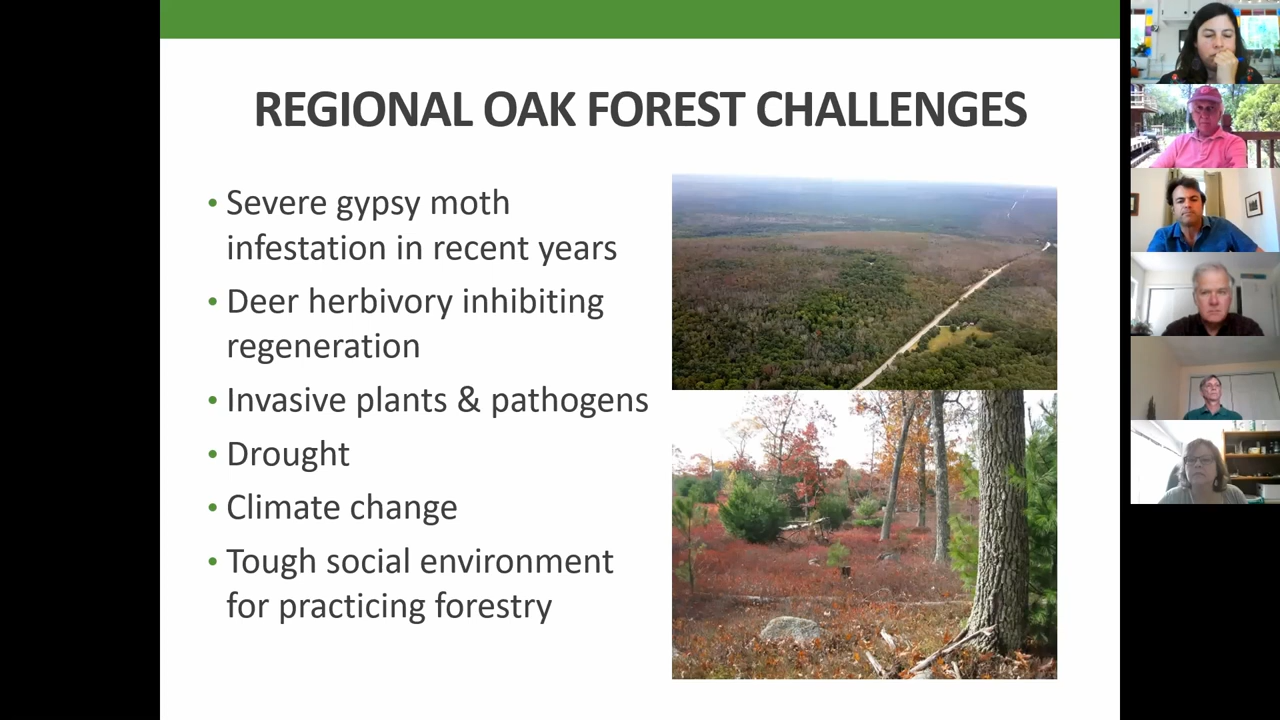 REGIONAL OAK FOREST CHALLENGES
• Severe gypsy moth
infestation in recent years
• Deer herbivory inhibiting
regeneration
• Invasive plants & pathogens
• Drought
• Climate change
• Tough social environment
for practicing forestry